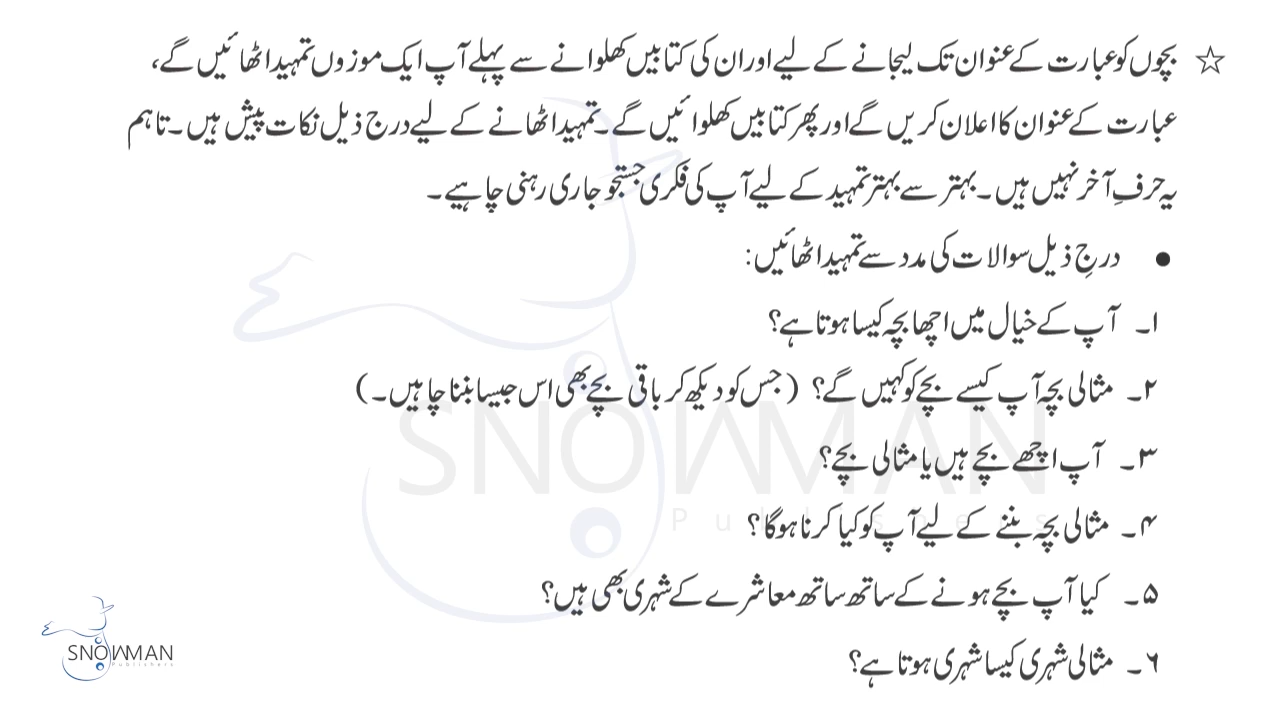 ☆ بچوں کو عبارت کے عنوان تک لیجانے کے لیے اور ان کی کتابیں کھلوانے سے پہلے آپ ایک موزوں تمہید اٹھائیں گے،
عبارت کے عنوان کا اعلان کریں گے اور پھر کتابیں کھلوائیں گے۔ تمہید اٹھانے کے لیے درج ذیل نکات پیش ہیں۔ تاہم
یہ حرفِ آخر نہیں ہیں۔ بہتر سے بہتر تمہید کے لیے آپ کی فکری جستجو جاری رہنی چاہیے۔
● درجِ ذیل سوالات کی مدد سے تمہید اٹھائیں:
۱۔ آپ کے خیال میں اچھا بچہ کیسا ہوتا ہے؟
۲۔ مثالی بچہ آپ کیسے بچے کو کہیں گے؟ (جس کو دیکھ کر باقی بچے بھی اس جیسا بننا چاہیں۔)
۳۔ آپ اچھے بچے ہیں یا مثالی بچے؟
۴۔ مثالی بچہ بننے کے لیے آپ کو کیا کرنا ہوگا؟
۵۔ کیا آپ بچے ہونے کے ساتھ ساتھ معاشرے کے شہری بھی ہیں؟
۶۔ مثالی شہری کیسا شہری ہوتا ہے؟
SNOWMAN
Publishers
SNOWMAN
Publishers